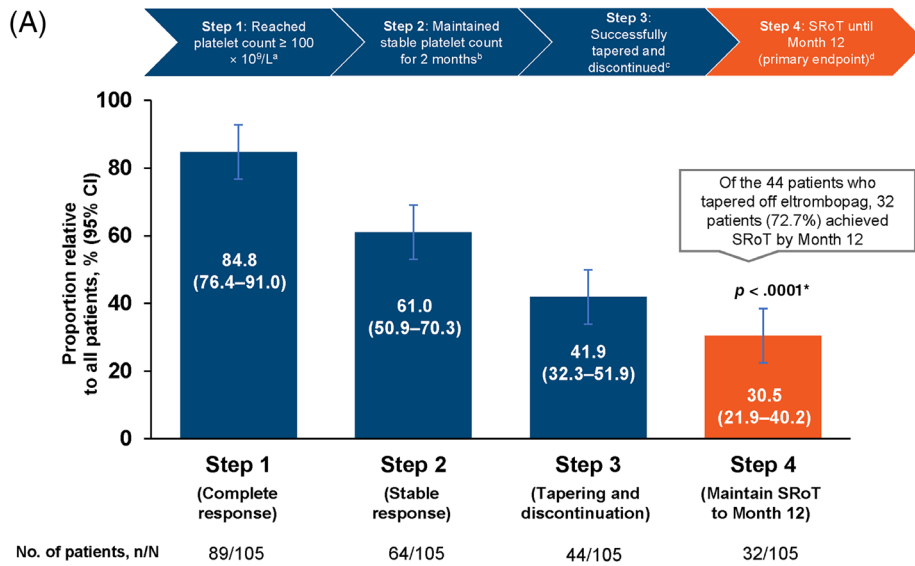 (A)
Step 1: Reached
platelet count ≥ 100
× 10⁹/Lᵃ
Step 2: Maintained
stable platelet count
for 2 monthsᵇ
Step 3:
Successfully
tapered and
discontinuedᶜ
Step 4: SRoT until
Month 12
(primary endpoint)ᵈ
Proportion relative
to all patients, % (95% CI)
100
80
60
40
20
0
84.8
(76.4–91.0)
61.0
(50.9–70.3)
41.9
(32.3–51.9)
Of the 44 patients who
tapered off eltrombopag, 32
patients (72.7%) achieved
SRoT by Month 12
p < .0001*
30.5
(21.9–40.2)
Step 1
(Complete
response)
Step 2
(Stable
response)
Step 3
(Tapering and
discontinuation)
Step 4
(Maintain SRoT
to Month 12)
No. of patients, n/N
89/105
64/105
44/105
32/105